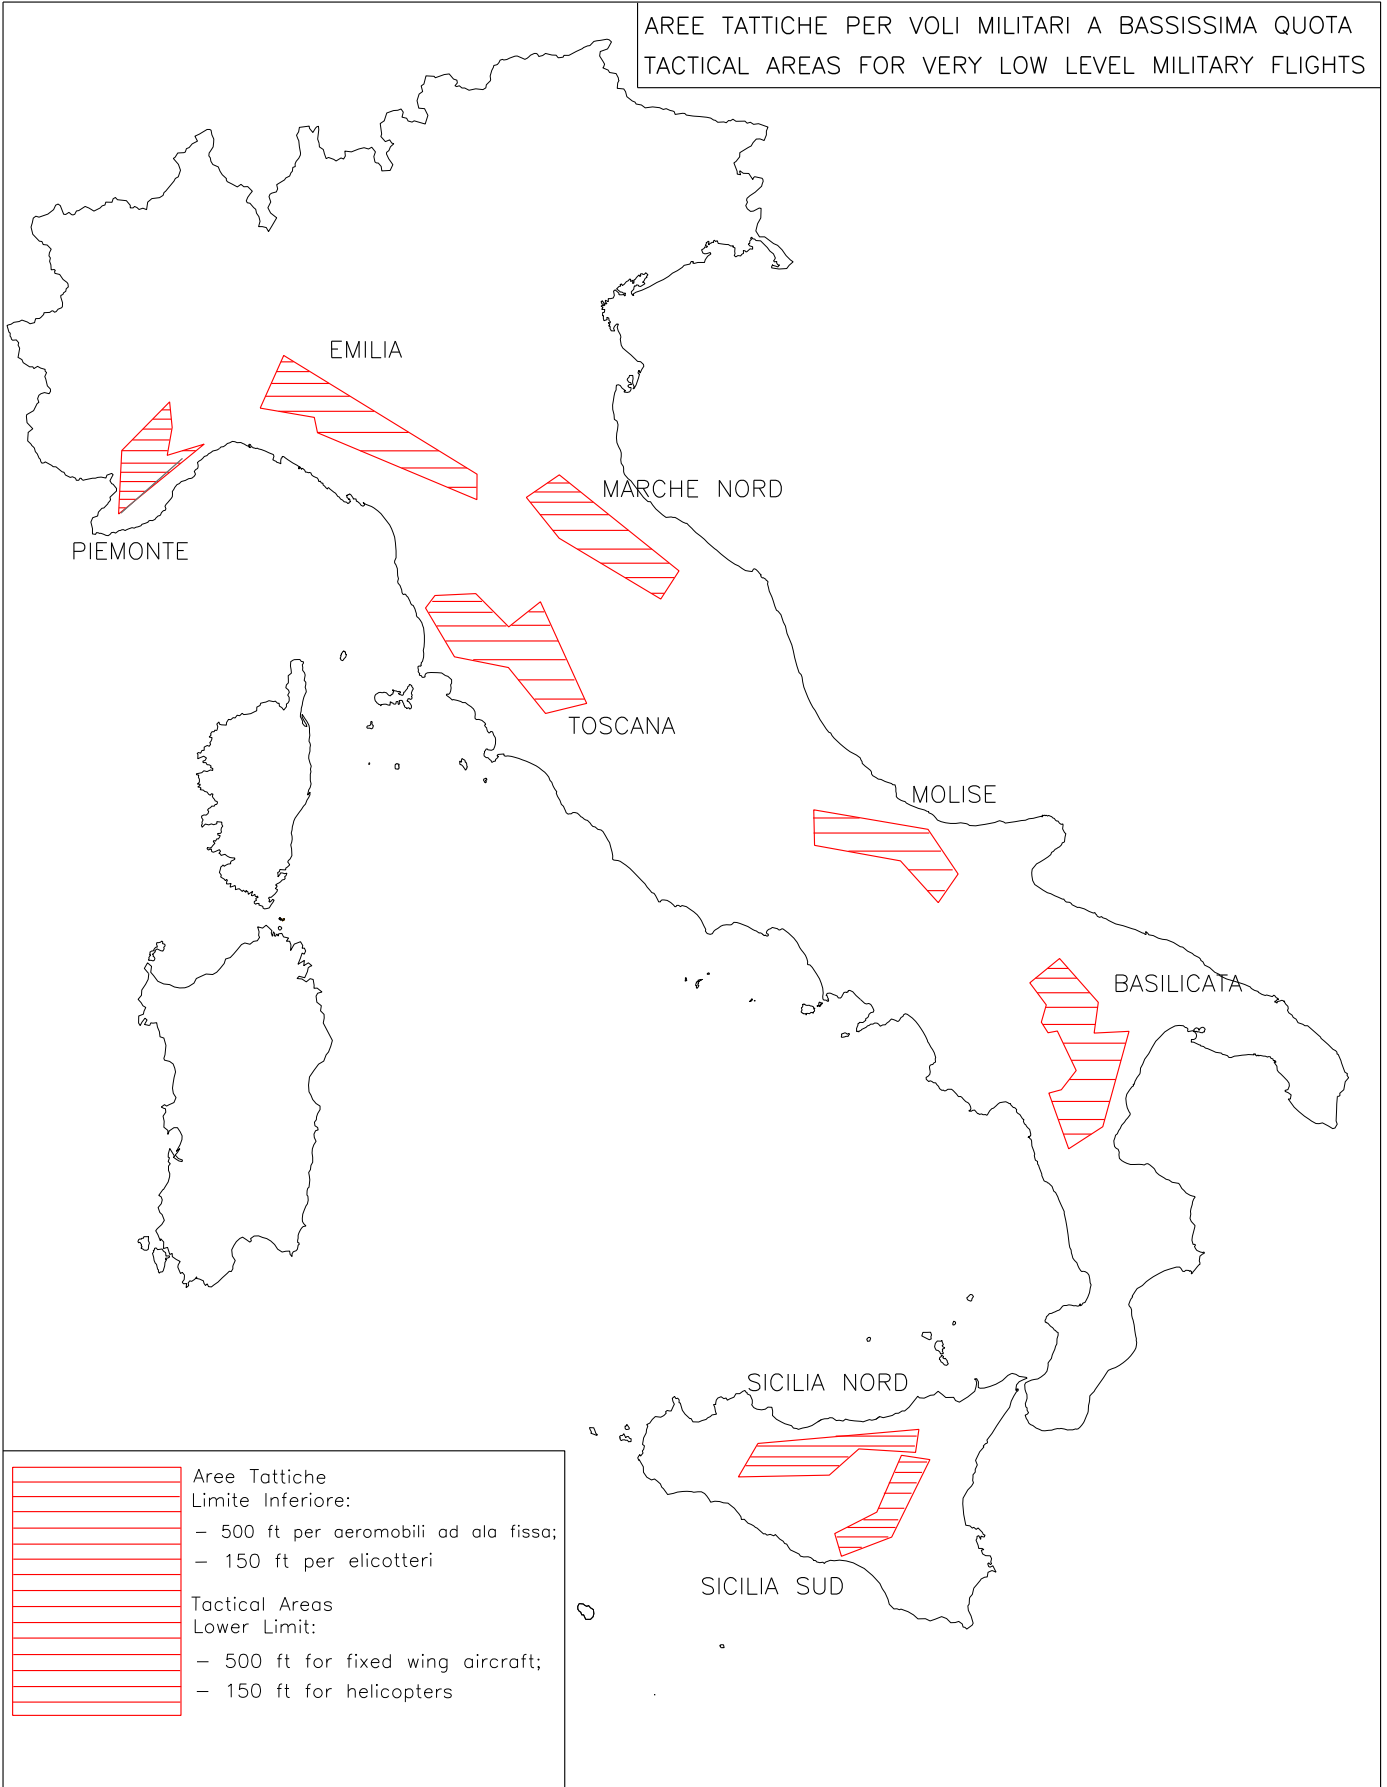 AREE TATTICHE PER VOLI MILITARI A BASSISSIMA QUOTA
TACTICAL AREAS FOR VERY LOW LEVEL MILITARY FLIGHTS
EMILIA
MARCHE NORD
PIEMONTE
TOSCANA
MOLISE
BASILICATA
SICILIA NORD
SICILIA SUD
Aree Tattiche
Limite Inferiore:
– 500 ft per aeromobili ad ala fissa;
– 150 ft per elicotteri
Tactical Areas
Lower Limit:
– 500 ft for fixed wing aircraft;
– 150 ft for helicopters